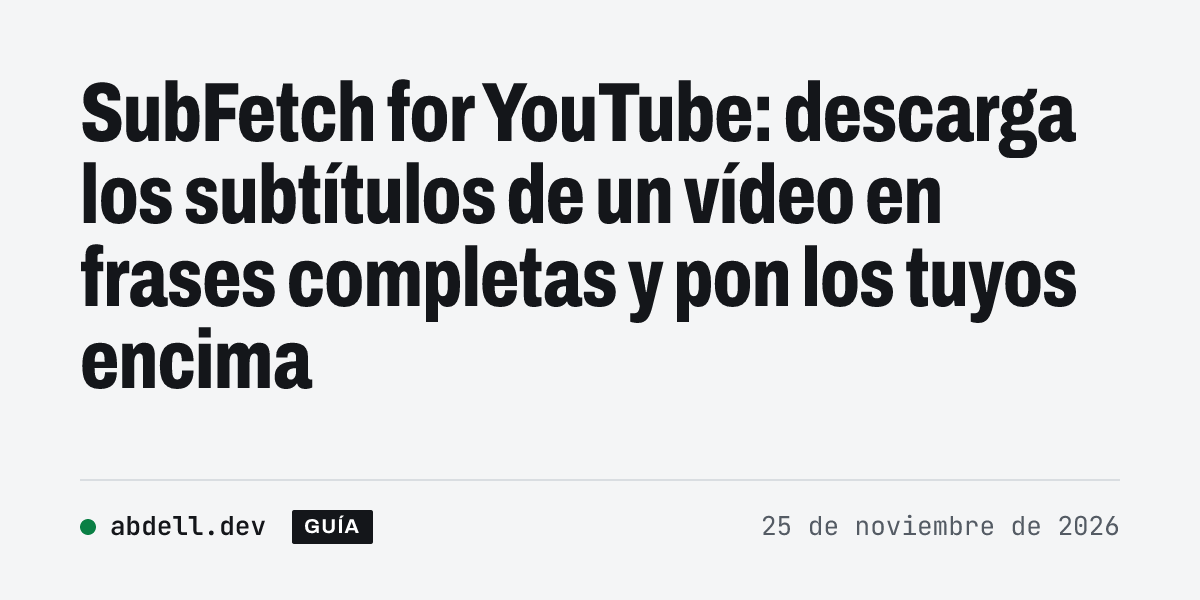 SubFetch for YouTube: descarga
los subtítulos de un vídeo en
frases completas y pon los tuyos
encima
abdell.dev GUÍA 25 de noviembre de 2026